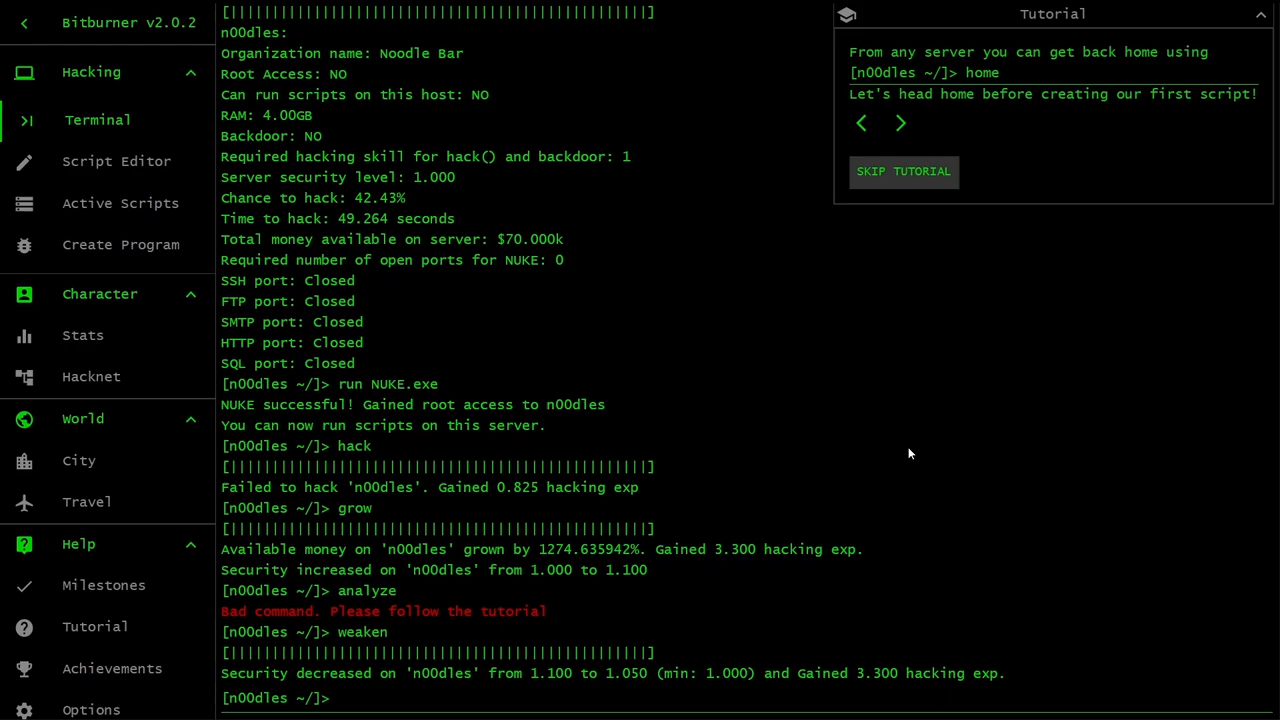 Bitburner v2.0.2
Hacking
Terminal
Script Editor
Active Scripts
Create Program
Character
Stats
Hacknet
World
City
Travel
Help
Milestones
Tutorial
Achievements
Options
[||||||||||||||||||||||||||||||||||||||||||||||||||]
n00dles:
Organization name: Noodle Bar
Root Access: NO
Can run scripts on this host: NO
RAM: 4.00GB
Backdoor: NO
Required hacking skill for hack() and backdoor: 1
Server security level: 1.000
Chance to hack: 42.43%
Time to hack: 49.264 seconds
Total money available on server: $70.000k
Required number of open ports for NUKE: 0
SSH port: Closed
FTP port: Closed
SMTP port: Closed
HTTP port: Closed
SQL port: Closed
[n00dles ~/]> run NUKE.exe
NUKE successful! Gained root access to n00dles
You can now run scripts on this server.
[n00dles ~/]> hack
[||||||||||||||||||||||||||||||||||||||||||||||||||]
Failed to hack 'n00dles'. Gained 0.825 hacking exp
[n00dles ~/]> grow
[||||||||||||||||||||||||||||||||||||||||||||||||||]
Available money on 'n00dles' grown by 1274.635942%. Gained 3.300 hacking exp.
Security increased on 'n00dles' from 1.000 to 1.100
[n00dles ~/]> analyze
Bad command. Please follow the tutorial
[n00dles ~/]> weaken
[||||||||||||||||||||||||||||||||||||||||||||||||||]
Security decreased on 'n00dles' from 1.100 to 1.050 (min: 1.000) and Gained 3.300 hacking exp.
[n00dles ~/]>
Tutorial
From any server you can get back home using
[n00dles ~/]> home
Let's head home before creating our first script!
SKIP TUTORIAL